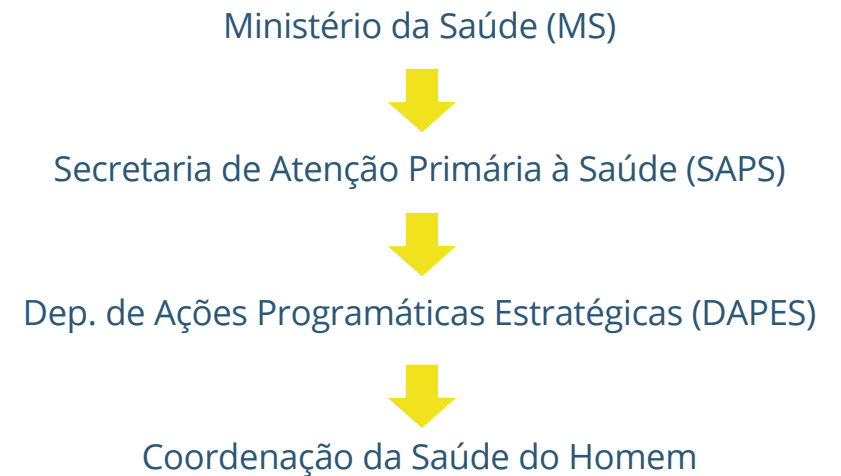 Ministério da Saúde (MS)
Secretaria de Atenção Primária à Saúde (SAPS)
Dep. de Ações Programáticas Estratégicas (DAPES)
Coordenação da Saúde do Homem